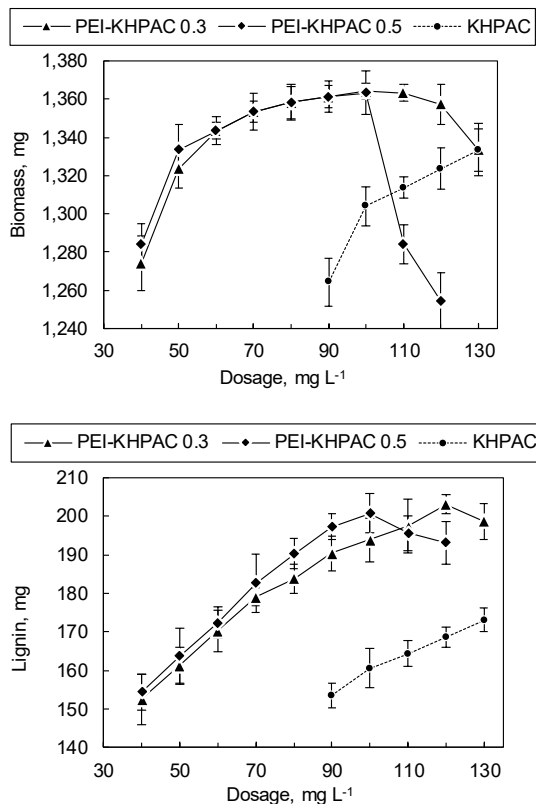 PEI-KHPAC 0.3 PEI-KHPAC 0.5 KHPAC
1,380
1,360
1,340
1,320
1,300
1,280
1,260
1,240
Biomass, mg
30 50 70 90 110 130
Dosage, mg L-1
PEI-KHPAC 0.3 PEI-KHPAC 0.5 KHPAC
210
200
190
180
170
160
150
140
Lignin, mg
30 50 70 90 110 130
Dosage, mg L-1